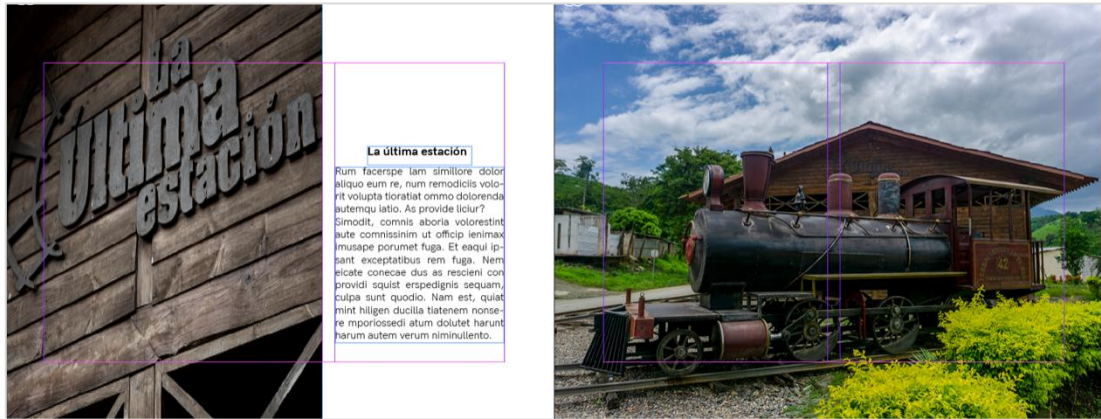 La
Última
estación
La última estación
Rum facerspe lam simillore dolor
aliquo eum re, num remodiciis volo-
rit volupta tioratiat ommo dolorenda
autemqu iatio. As provide liciur?
Simodit, comnis aboria volorestint
aute comnissinim ut officip ienimax
imusape porumet fuga. Et eaqui ip-
sant exceptatibus rem fuga. Nem
eicate conecae dus as rescieni con
providi squist erspedignis sequam,
culpa sunt quodio. Nam est, quiat
mint hiligen ducilla tiatenem nonse-
re mporiossedi atum dolutet harunt
harum autem verum niminullento.
42